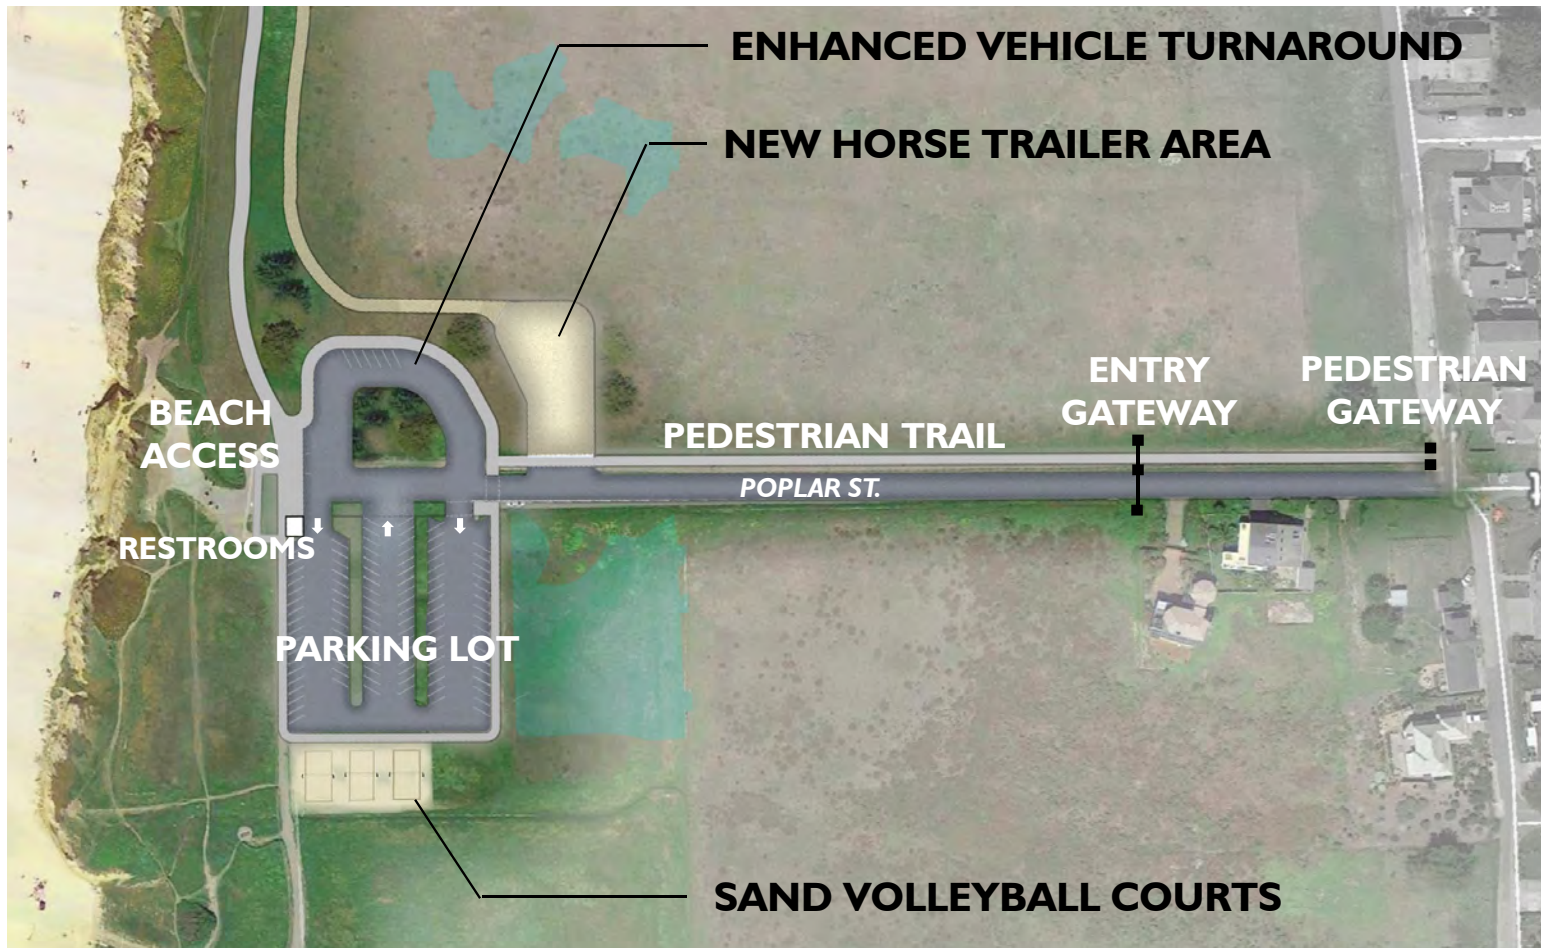 ENHANCED VEHICLE TURNAROUND
NEW HORSE TRAILER AREA
ENTRY
GATEWAY
PEDESTRIAN
GATEWAY
BEACH
ACCESS
PEDESTRIAN TRAIL
POPLAR ST.
RESTROOMS
PARKING LOT
SAND VOLLEYBALL COURTS